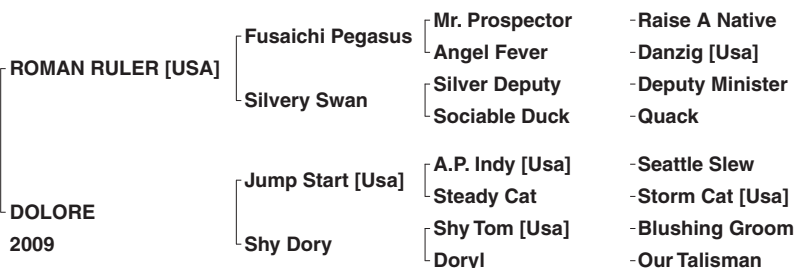 Mr. Prospector - Raise A Native
Fusaichi Pegasus
Angel Fever - Danzig [Usa]
ROMAN RULER [USA]
Silver Deputy - Deputy Minister
Silvery Swan
Sociable Duck - Quack
A.P. Indy [Usa] - Seattle Slew
Jump Start [Usa]
Steady Cat - Storm Cat [Usa]
DOLORE
Shy Tom [Usa] - Blushing Groom
2009
Shy Dory
Doryl - Our Talisman